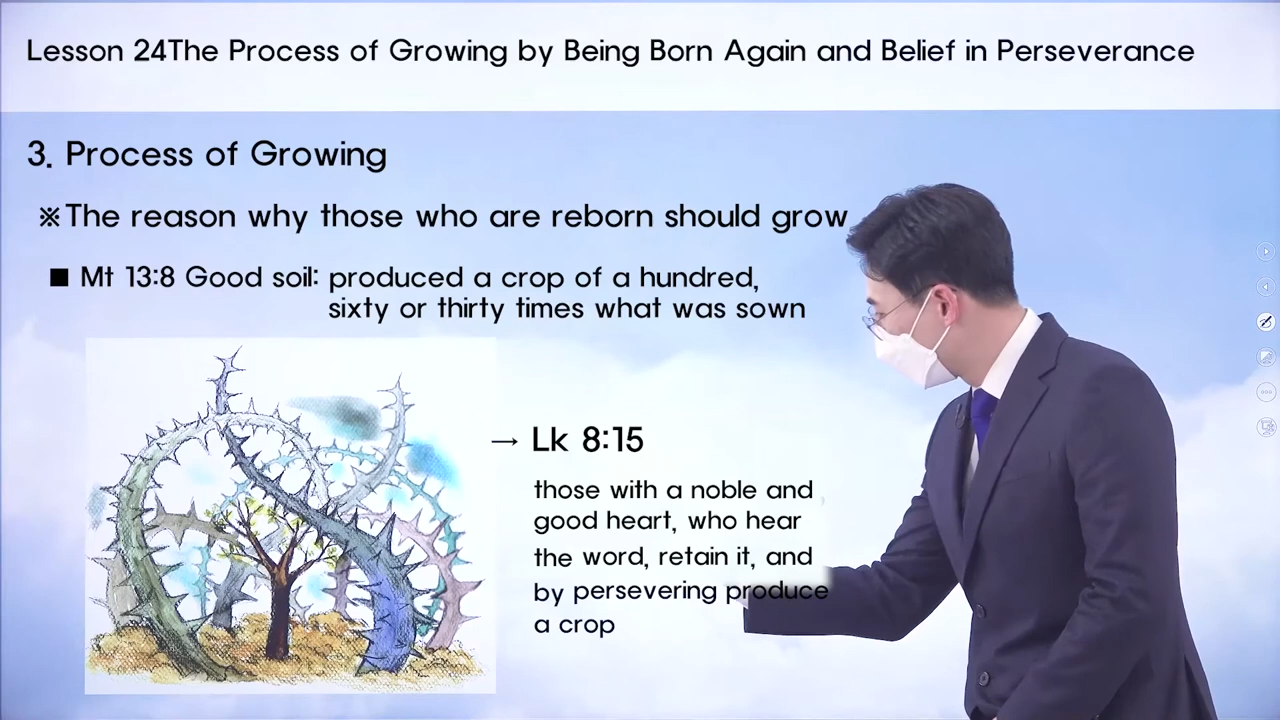 Lesson 24The Process of Growing by Being Born Again and Belief in Perseverance
3. Process of Growing
※The reason why those who are reborn should grow
■ Mt 13:8 Good soil: produced a crop of a hundred,
sixty or thirty times what was sown
→ Lk 8:15
those with a noble and
good heart, who hear
the word, retain it, and
by persevering produce
a crop